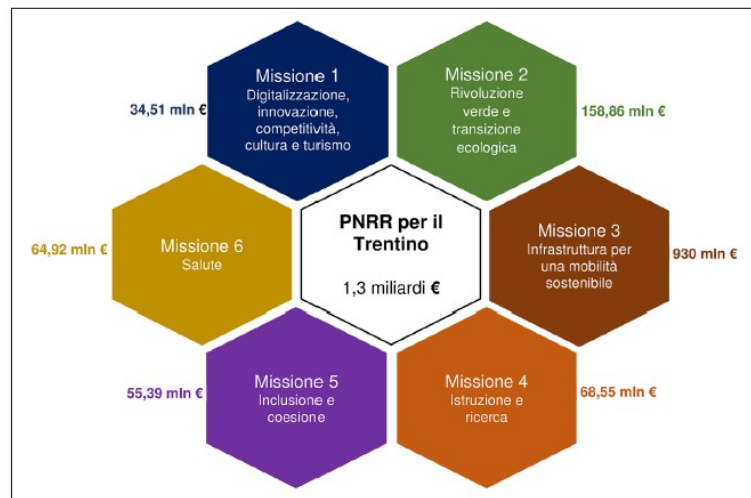 Missione 1
Digitalizzazione,
innovazione,
competitività,
cultura e turismo
34,51 mln €
Missione 2
Rivoluzione
verde e
transizione
ecologica
158,86 mln €
Missione 6
Salute
64,92 mln €
PNRR per il
Trentino
1,3 miliardi €
Missione 3
Infrastruttura per
una mobilità
sostenibile
930 mln €
Missione 5
Inclusione e
coesione
55,39 mln €
Missione 4
Istruzione e
ricerca
68,55 mln €